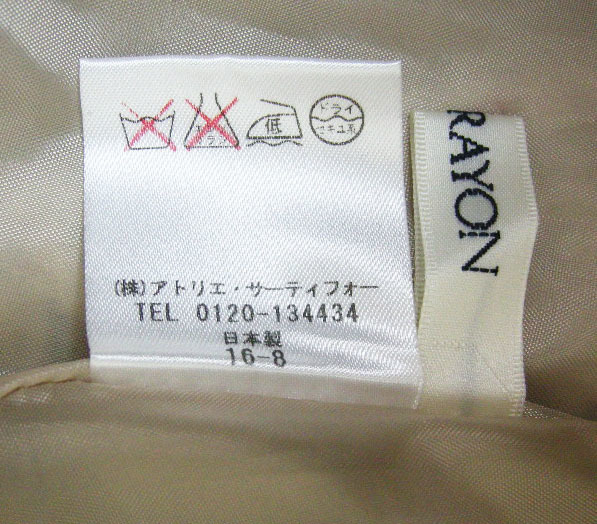 低
ドライ
セキユ系
(株)アトリエ・サーティフォー
TEL 0120-134434
日本製
16-8
RAYON